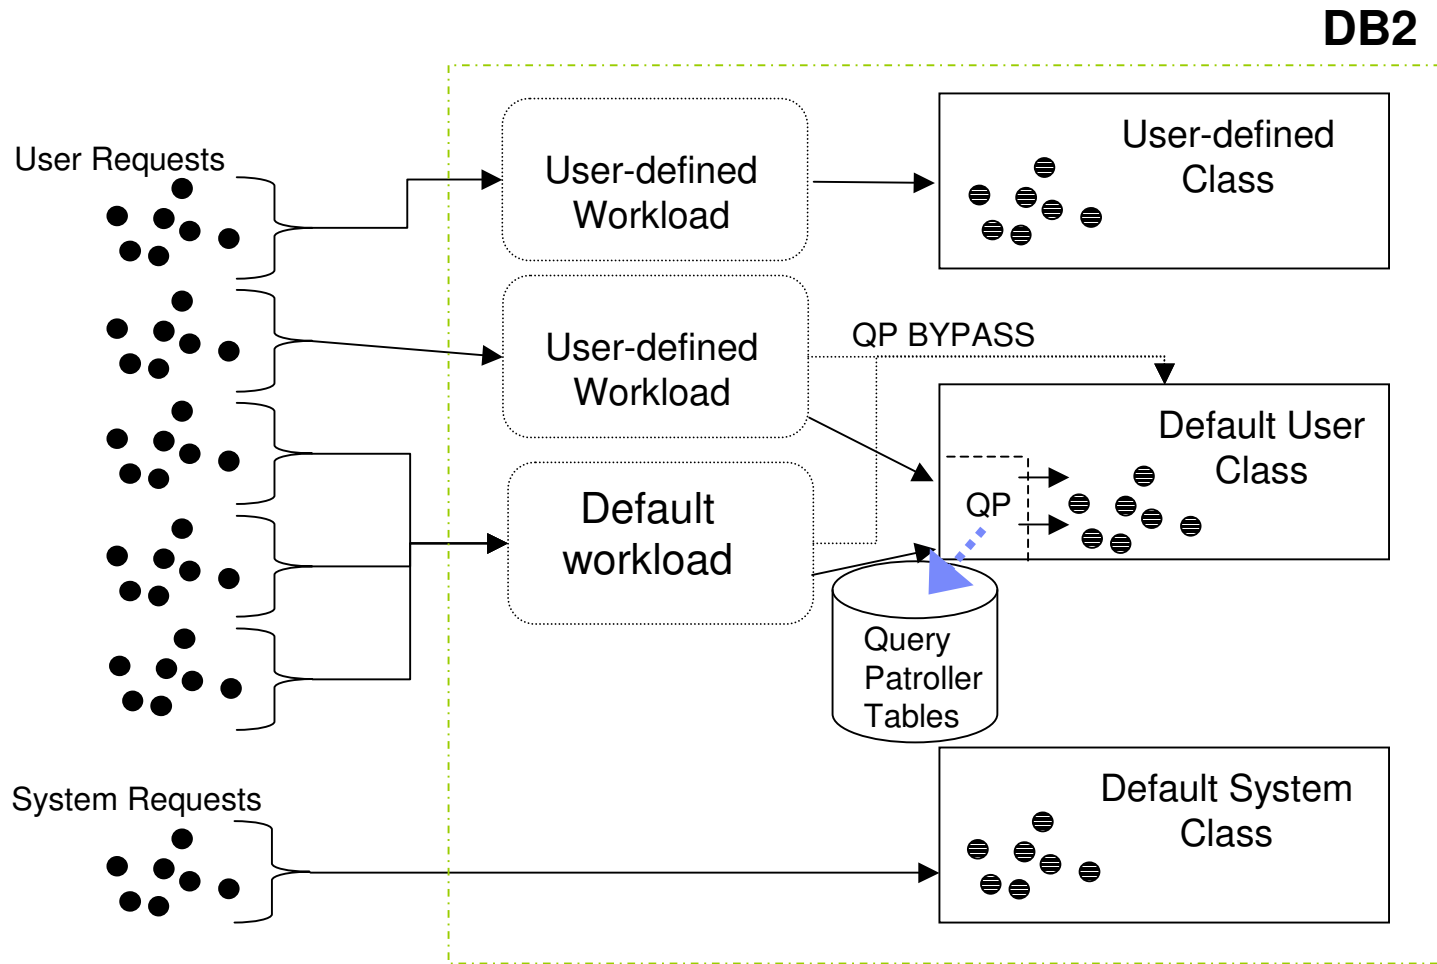 DB2
User Requests
User-defined
Workload
User-defined
Class
User-defined
Workload
QP BYPASS
Default User
Class
QP
Default
workload
Query
Patroller
Tables
System Requests
Default System
Class